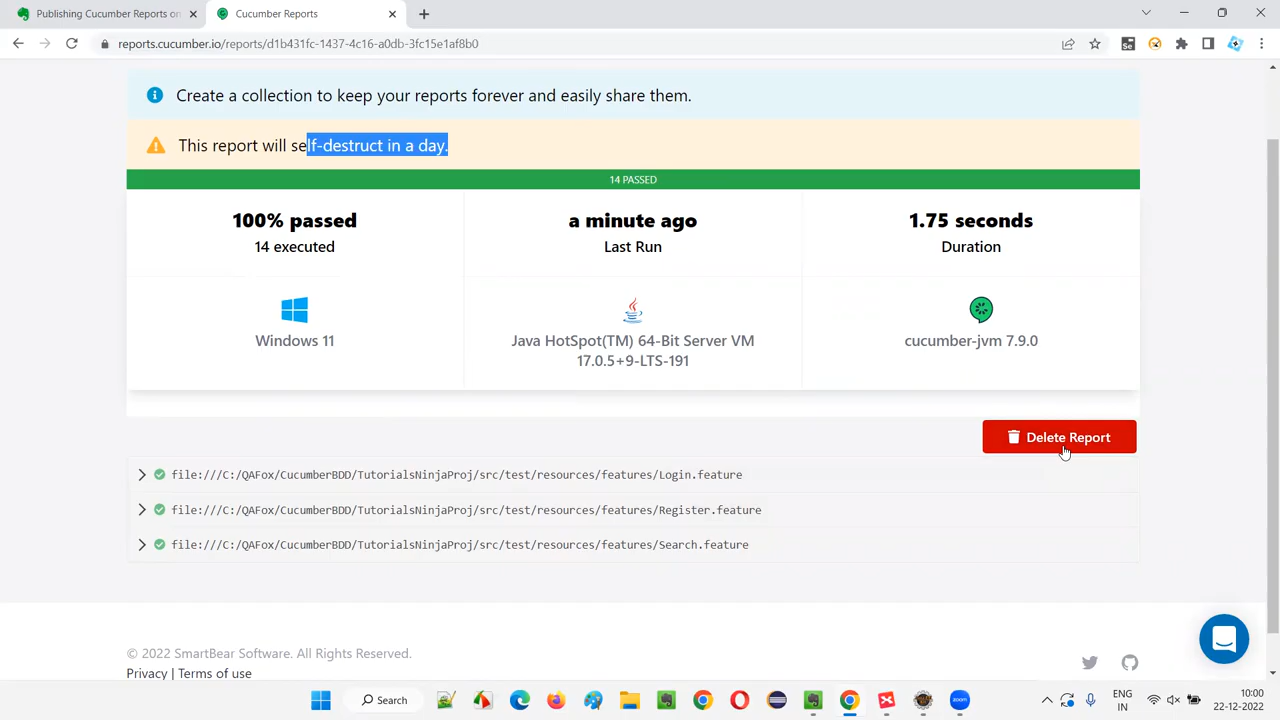 Publishing Cucumber Reports on
Cucumber Reports
reports.cucumber.io/reports/d1b431fc-1437-4c16-a0db-3fc15e1af8b0
Create a collection to keep your reports forever and easily share them.
This report will self-destruct in a day.
14 PASSED
100% passed
14 executed
a minute ago
Last Run
1.75 seconds
Duration
Windows 11
Java HotSpot(TM) 64-Bit Server VM
17.0.5+9-LTS-191
cucumber-jvm 7.9.0
Delete Report
file:///C:/QAFox/CucumberBDD/TutorialsNinjaProj/src/test/resources/features/Login.feature
file:///C:/QAFox/CucumberBDD/TutorialsNinjaProj/src/test/resources/features/Register.feature
file:///C:/QAFox/CucumberBDD/TutorialsNinjaProj/src/test/resources/features/Search.feature
© 2022 SmartBear Software. All Rights Reserved.
Privacy | Terms of use
Search
ENG
IN
10:00
22-12-2022